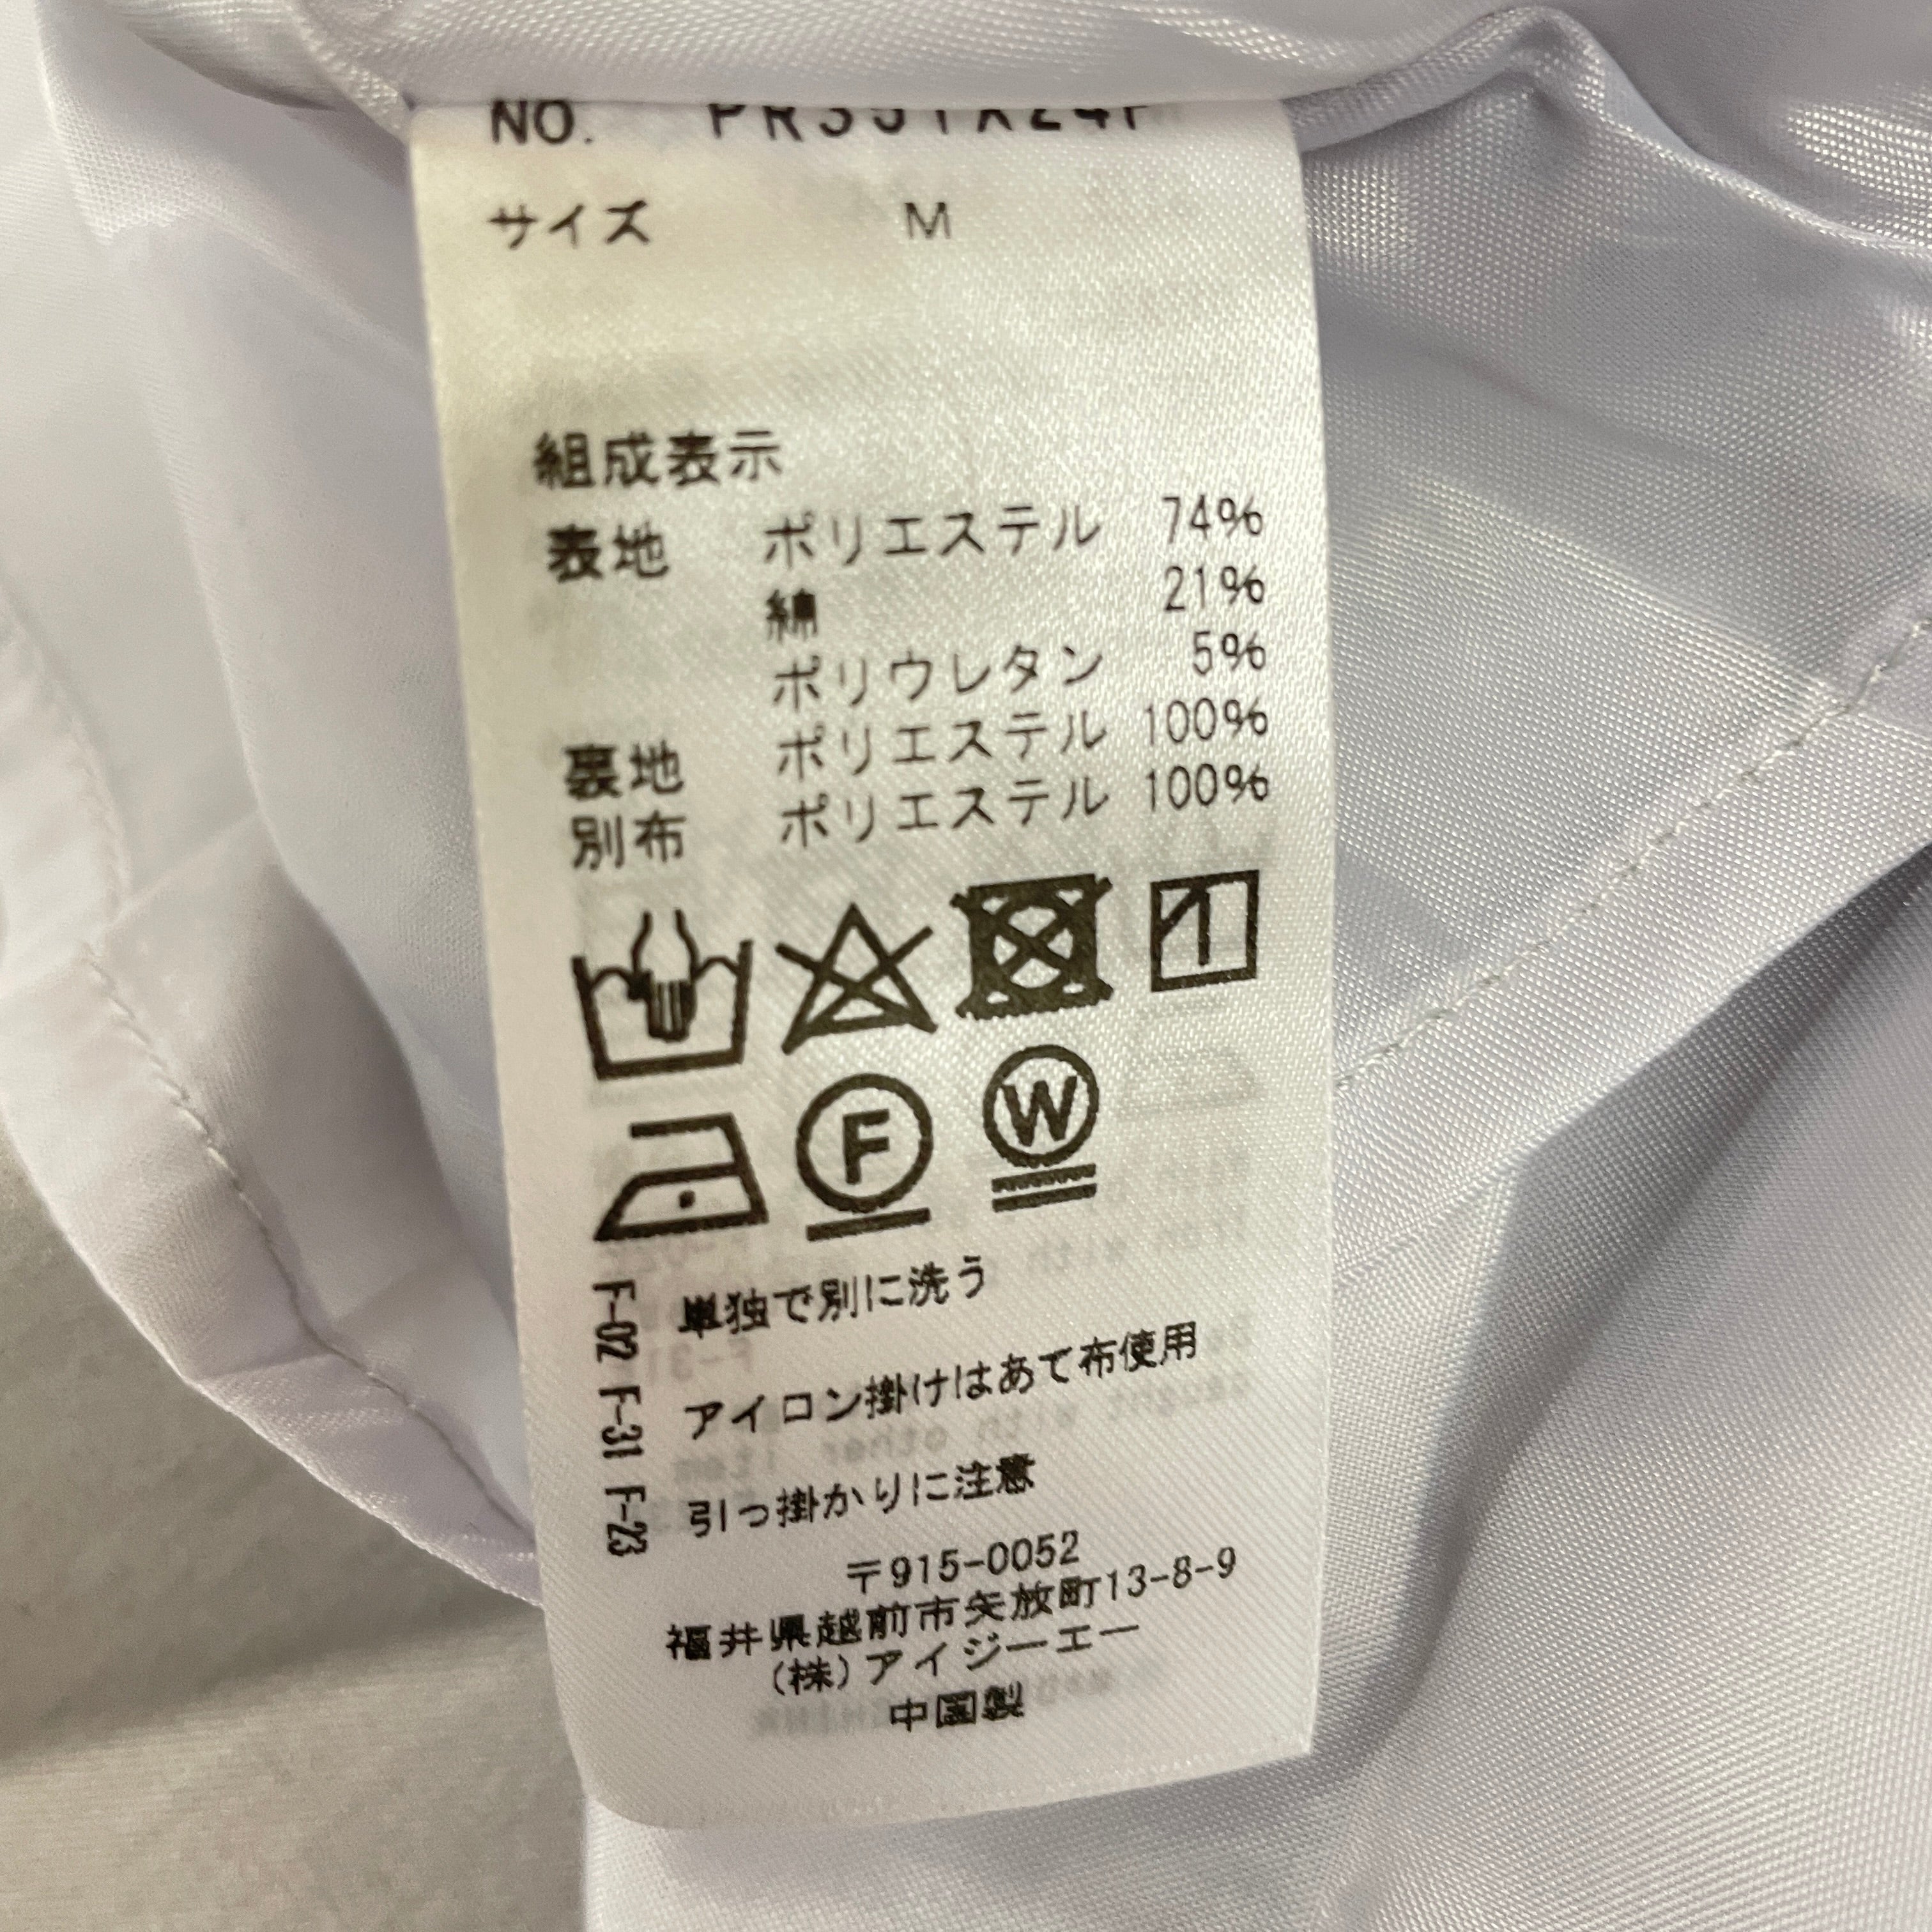 NO.
サイズ M
組成表示
表地 ポリエステル 74%
綿 21%
ポリウレタン 5%
裏地 ポリエステル 100%
別布 ポリエステル 100%
F W
F-02 単独で別に洗う
F-31 アイロン掛けはあて布使用
F-23 引っ掛かりに注意
〒915-0052
福井県越前市矢放町13-8-9
(株)アイジーエー
中国製